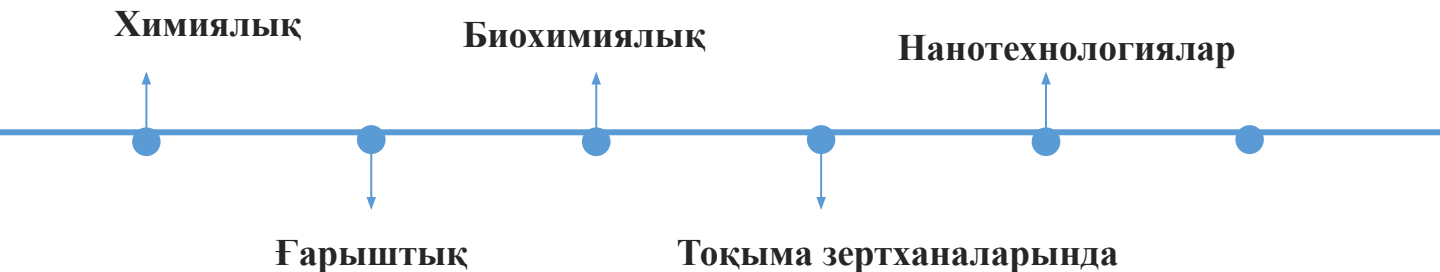 Химиялық
Биохимиялық
Нанотехнологиялар
Ғарыштық
Тоқыма зертханаларында